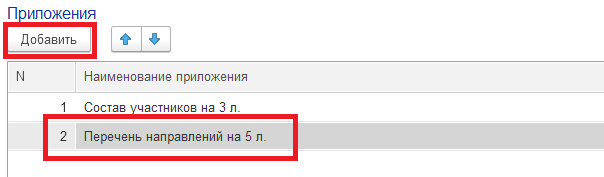 Приложения
Добавить
N Наименование приложения
1 Состав участников на 3 л.
2 Перечень направлений на 5 л.